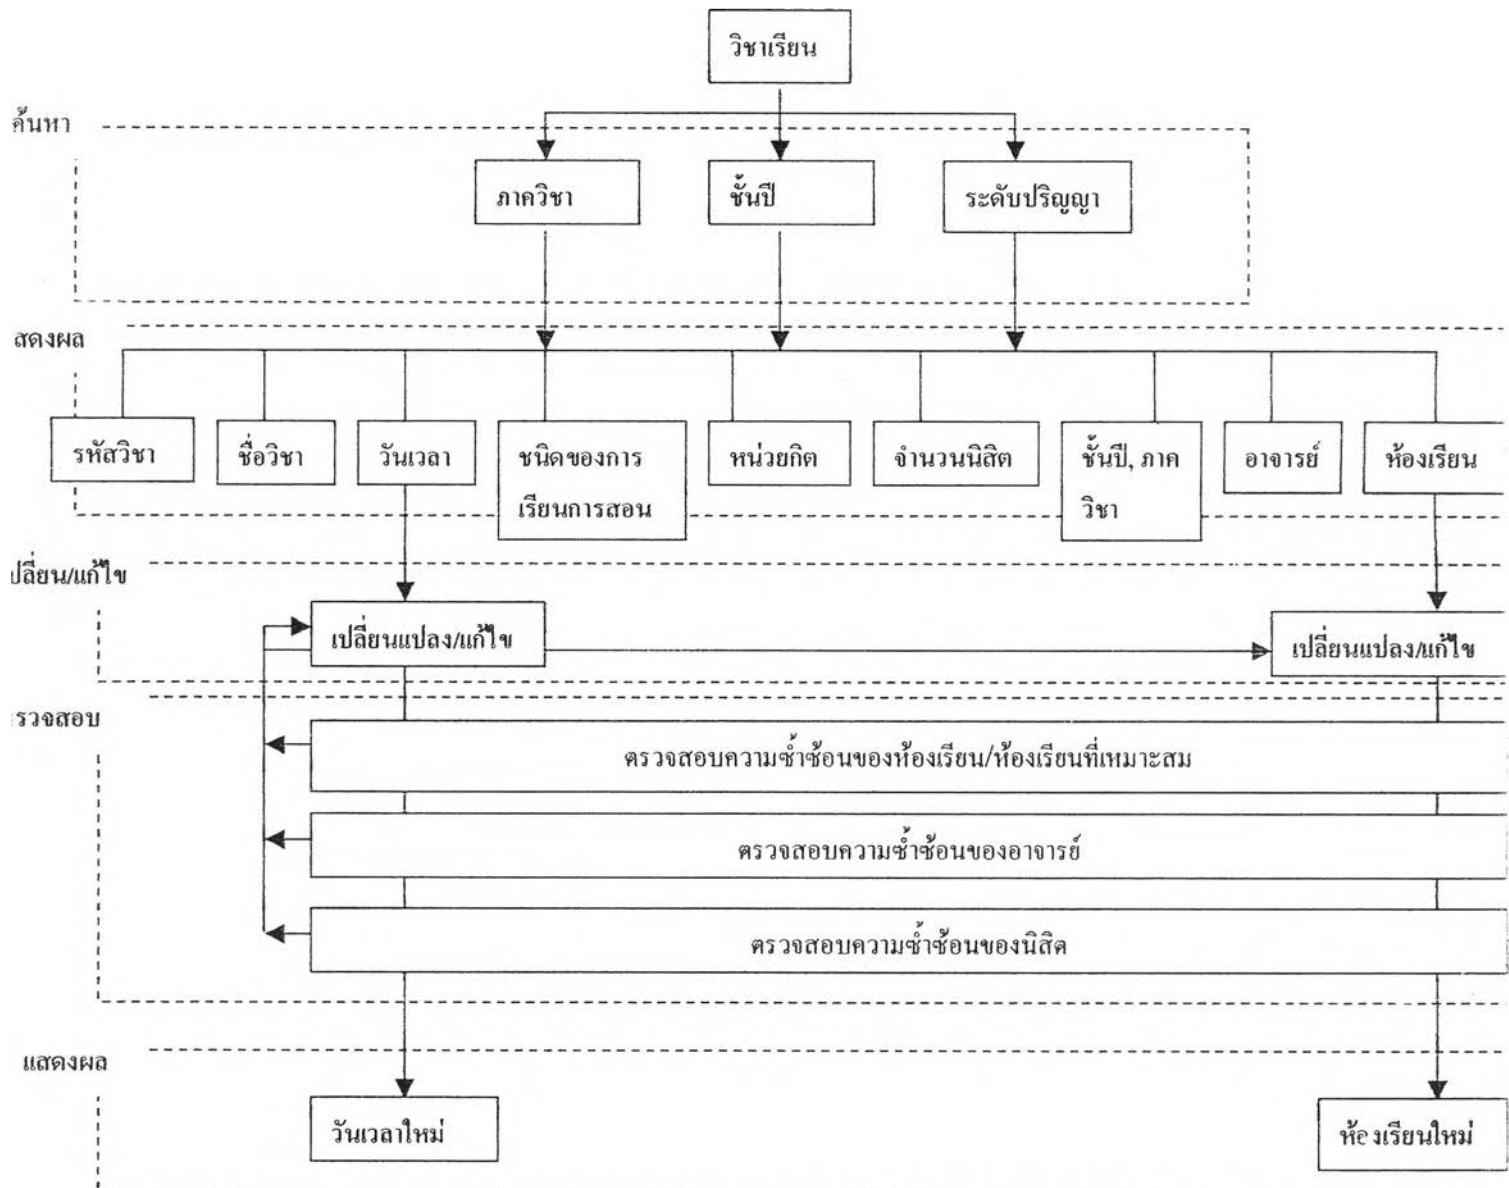 วิชาเรียน
ค้นหา
ภาควิชา
ชั้นปี
ระดับปริญญา
สดงผล
รหัสวิชา
ชื่อวิชา
วันเวลา
ชนิดของการ
เรียนการสอน
หน่วยกิต
จำนวนนิสิต
ชั้นปี, ภาค
วิชา
อาจารย์
ห้องเรียน
ปลี่ยน/แก้ไข
เปลี่ยนแปลง/แก้ไข
เปลี่ยนแปลง/แก้ไข
รวจสอบ
ตรวจสอบความซ้ำซ้อนของห้องเรียน/ห้องเรียนที่เหมาะสม
ตรวจสอบความซ้ำซ้อนของอาจารย์
ตรวจสอบความซ้ำซ้อนของนิสิต
แสดงผล
วันเวลาใหม่
ห้องเรียนใหม่